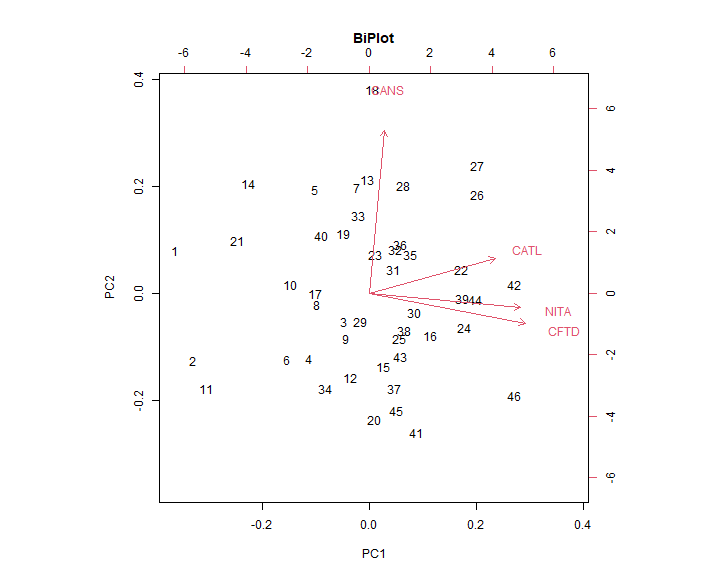 BiPlot
-6 -4 -2 0 2 4 6
0.4
18 CANS
6
27
14 5 7 13 28 26
0.2
4
33
40 19
21 36
1 23 32 35 CATL
2
31 22
10 42
PC2
17 0.0 39 44 0
8 30 NITA
3 29 24 CFTD
38
9 25 16
2 6 4 43
15
-2
12
11 34 37 46
-0.2
45
20
-4
41
-6
-0.2 0.0 0.2 0.4
PC1